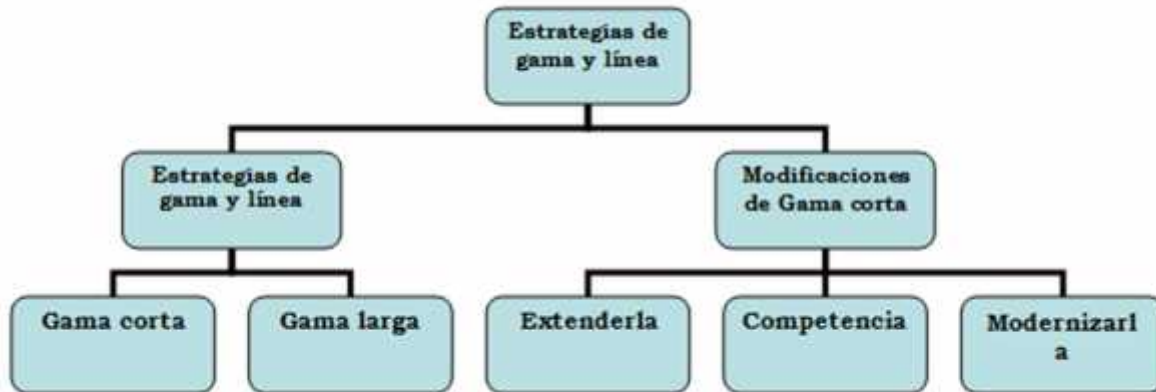 Estrategias de
gama y línea
Estrategias de
gama y línea
Modificaciones
de Gama corta
Gama corta
Gama larga
Extenderla
Competencia
Modernizarl
a